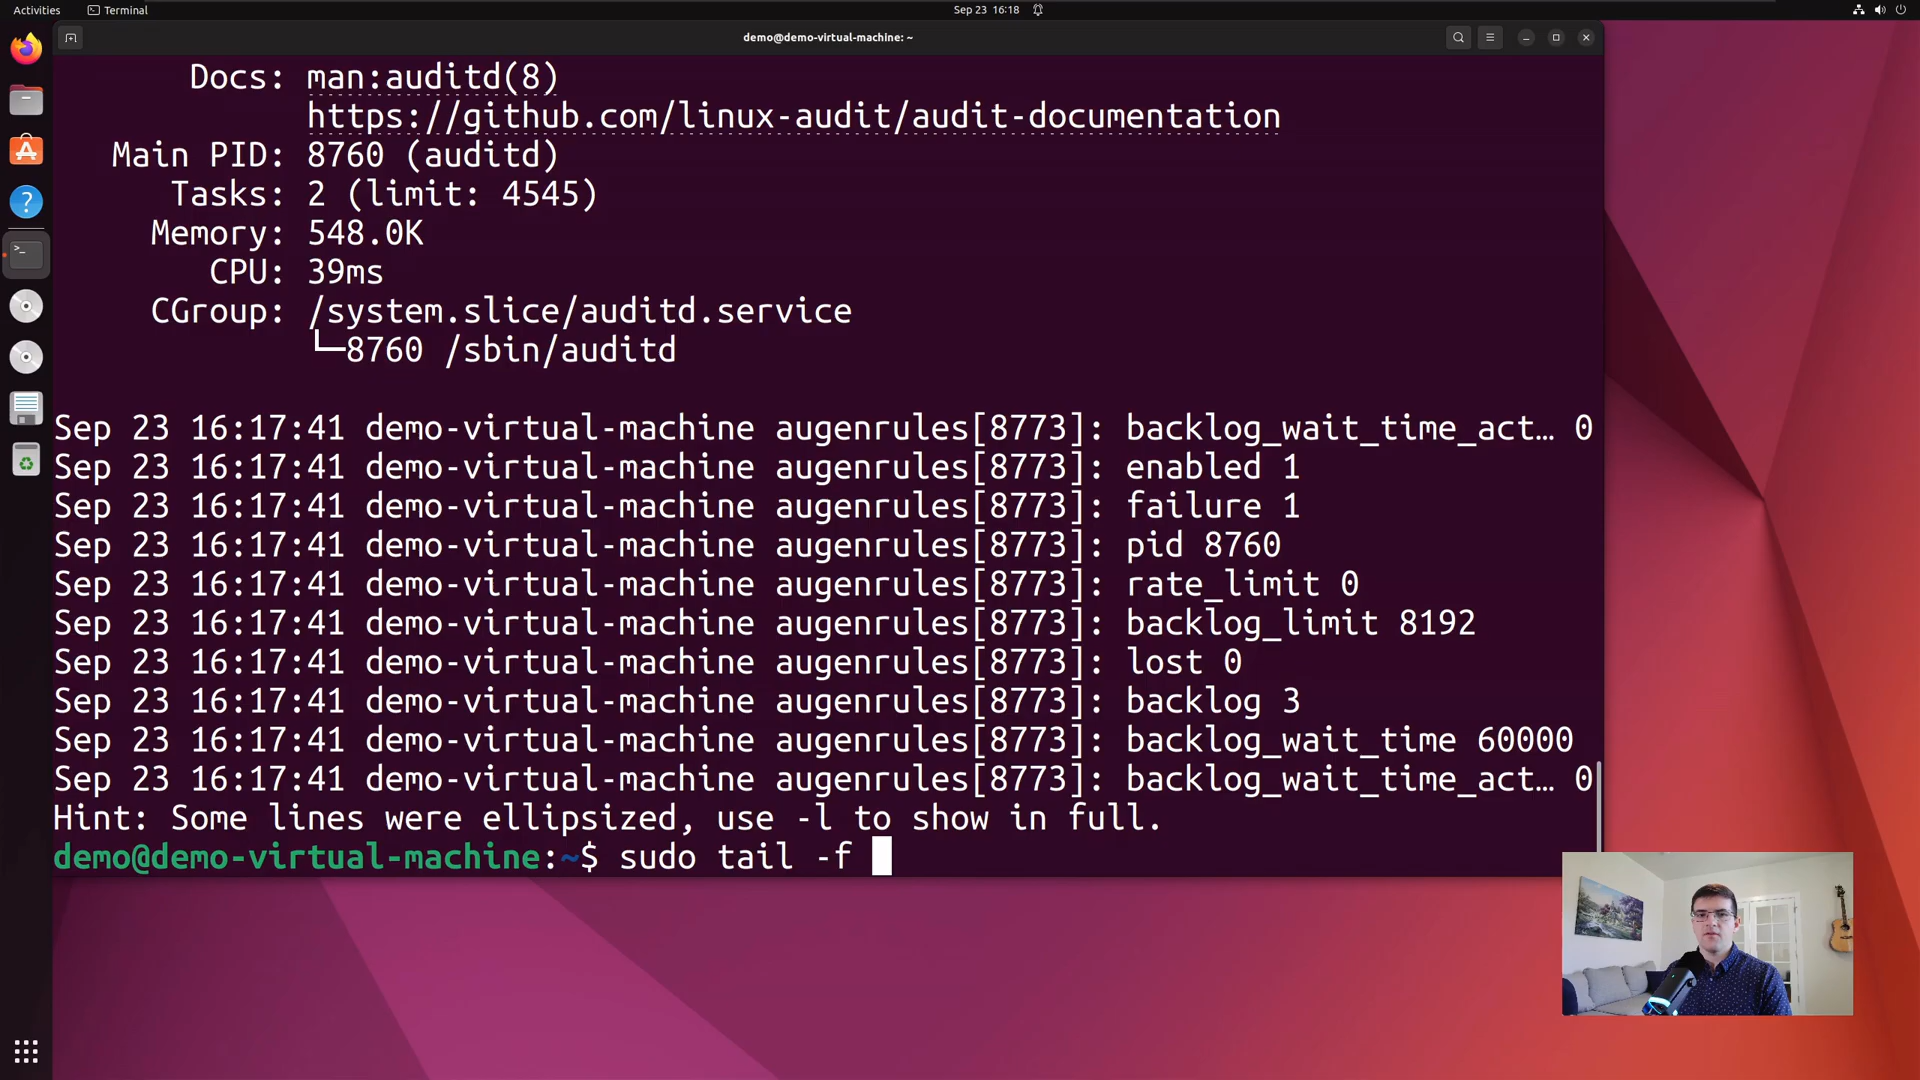 Activities
Terminal
Sep 23 16:18
demo@demo-virtual-machine: ~
Docs: man:auditd(8)
https://github.com/linux-audit/audit-documentation
Main PID: 8760 (auditd)
Tasks: 2 (limit: 4545)
Memory: 548.0K
CPU: 39ms
CGroup: /system.slice/auditd.service
└─8760 /sbin/auditd
Sep 23 16:17:41 demo-virtual-machine augenrules[8773]: backlog_wait_time_act… 0
Sep 23 16:17:41 demo-virtual-machine augenrules[8773]: enabled 1
Sep 23 16:17:41 demo-virtual-machine augenrules[8773]: failure 1
Sep 23 16:17:41 demo-virtual-machine augenrules[8773]: pid 8760
Sep 23 16:17:41 demo-virtual-machine augenrules[8773]: rate_limit 0
Sep 23 16:17:41 demo-virtual-machine augenrules[8773]: backlog_limit 8192
Sep 23 16:17:41 demo-virtual-machine augenrules[8773]: lost 0
Sep 23 16:17:41 demo-virtual-machine augenrules[8773]: backlog 3
Sep 23 16:17:41 demo-virtual-machine augenrules[8773]: backlog_wait_time 60000
Sep 23 16:17:41 demo-virtual-machine augenrules[8773]: backlog_wait_time_act… 0
Hint: Some lines were ellipsized, use -l to show in full.
demo@demo-virtual-machine:~$ sudo tail -f